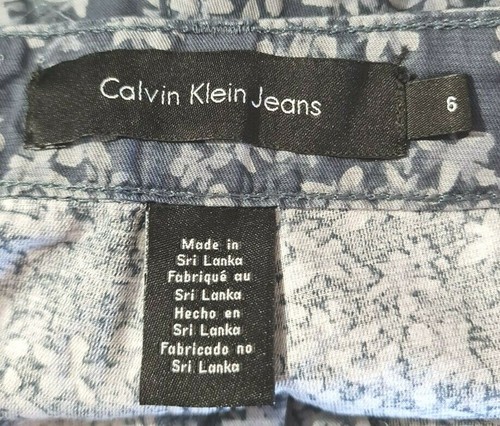 Calvin Klein Jeans
6
Made in
Sri Lanka
Fabriqué au
Sri Lanka
Hecho en
Sri Lanka
Fabricado no
Sri Lanka